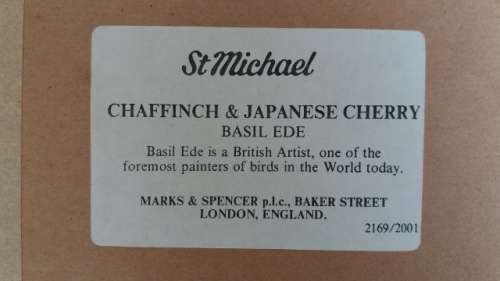 St Michael
CHAFFINCH & JAPANESE CHERRY
BASIL EDE
Basil Ede is a British Artist, one of the
foremost painters of birds in the World today.
MARKS & SPENCER p.l.c., BAKER STREET
LONDON, ENGLAND.
2169/2001